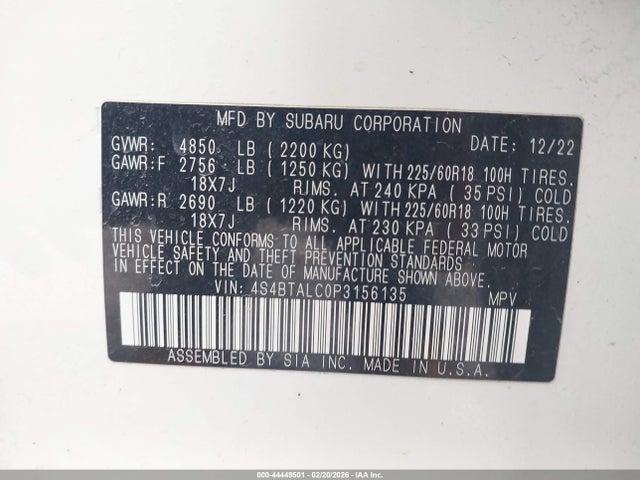 MFD BY SUBARU CORPORATION
GVWR: 4850 LB (2200 KG) DATE: 12/22
GAWR:F 2756 LB (1250 KG) WITH 225/60R18 100H TIRES.
18X7J RIMS. AT 240 KPA (35 PSI) COLD
GAWR:R 2690 LB (1220 KG) WITH 225/60R18 100H TIRES.
18X7J RIMS. AT 230 KPA (33 PSI) COLD
THIS VEHICLE CONFORMS TO ALL APPLICABLE FEDERAL MOTOR
VEHICLE SAFETY AND THEFT PREVENTION STANDARDS
IN EFFECT ON THE DATE OF MANUFACTURE SHOWN ABOVE.
VIN: 4S4BTALC0P3156135 MPV
ASSEMBLED BY SIA INC. MADE IN U.S.A.
000-44449501 - 02/20/2026 - IAA Inc.